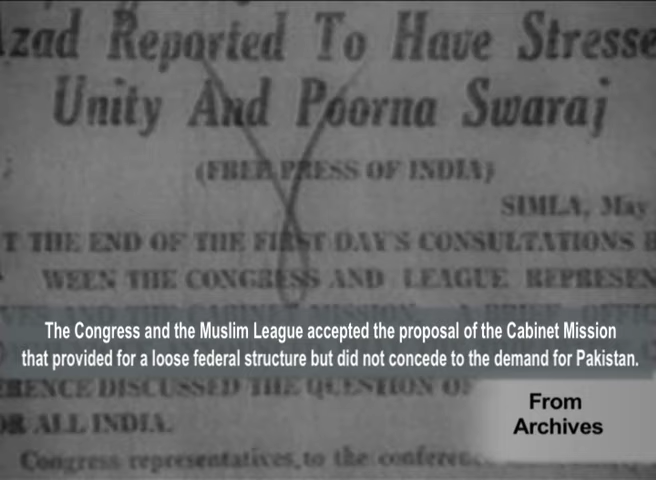 zad Reported To Have Stresse
Unity And Poorna Swaraj
(FREE PRESS OF INDIA)
SIMLA, May
T THE END OF THE FIRST DAY'S CONSULTATIONS B
WEEN THE CONGRESS AND LEAGUE REPRESEN
The Congress and the Muslim League accepted the proposal of the Cabinet Mission
that provided for a loose federal structure but did not concede to the demand for Pakistan.
RENCE DISCUSSED THE QUESTION OF
OR ALL INDIA.
From
Archives
Congress representatives, to the conference